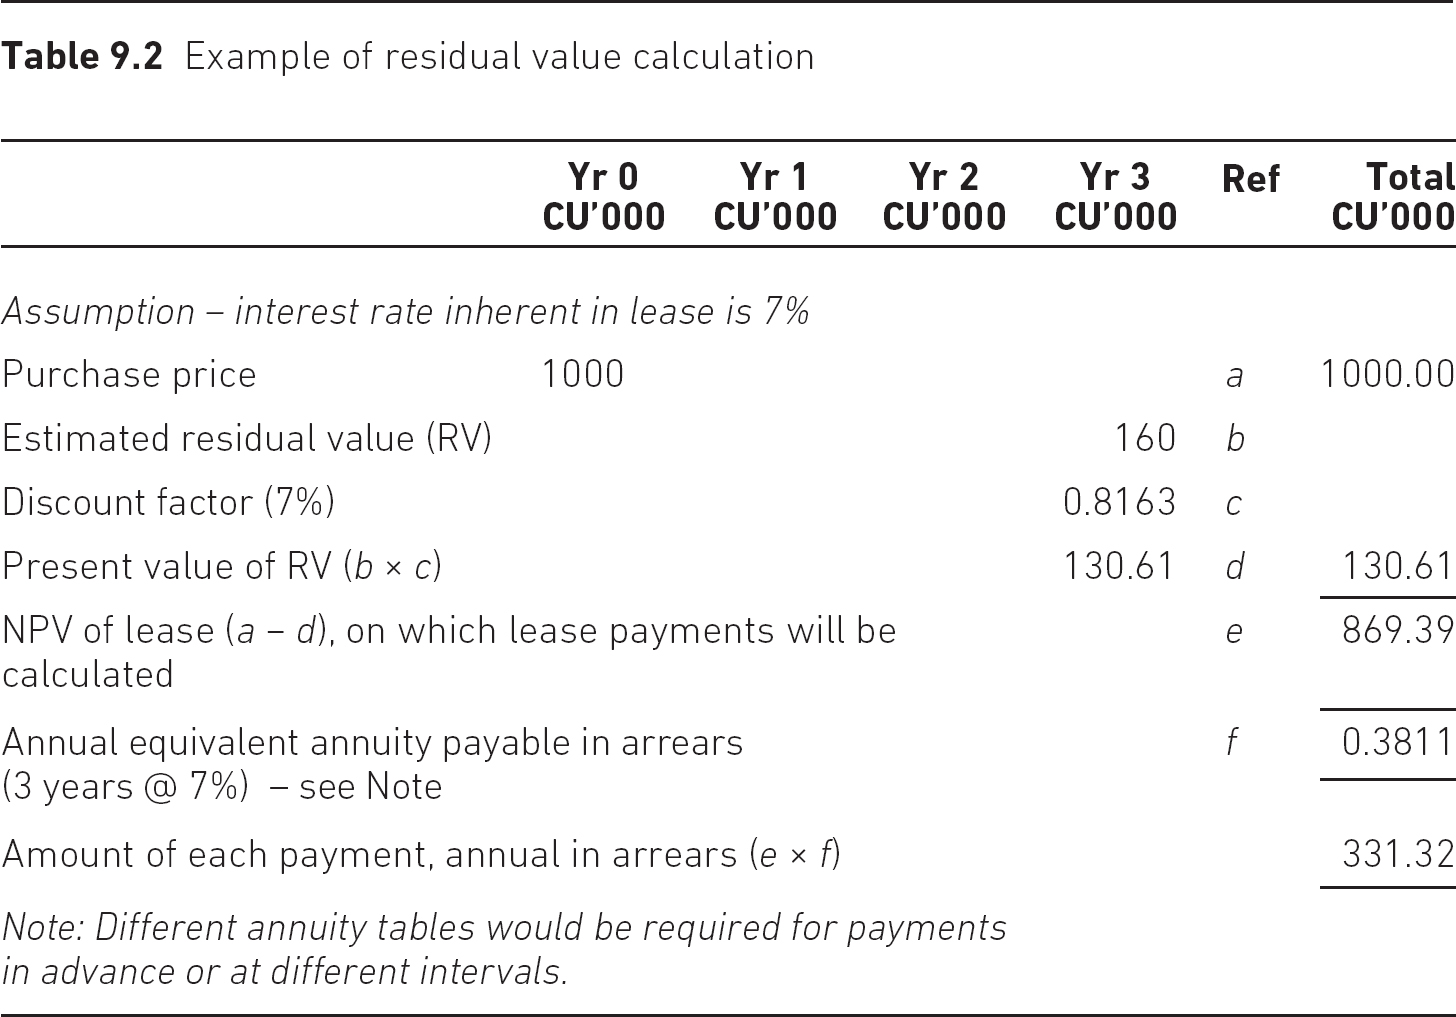 Table 9.2 Example of residual value calculation
Yr 0 Yr 1 Yr 2 Yr 3 Ref Total
CU’000 CU’000 CU’000 CU’000 CU’000
Assumption – interest rate inherent in lease is 7%
Purchase price 1000 a 1000.00
Estimated residual value (RV) 160 b
Discount factor (7%) 0.8163 c
Present value of RV (b × c) 130.61 d 130.61
NPV of lease (a – d), on which lease payments will be e 869.39
calculated
Annual equivalent annuity payable in arrears f 0.3811
(3 years @ 7%) – see Note
Amount of each payment, annual in arrears (e × f) 331.32
Note: Different annuity tables would be required for payments
in advance or at different intervals.